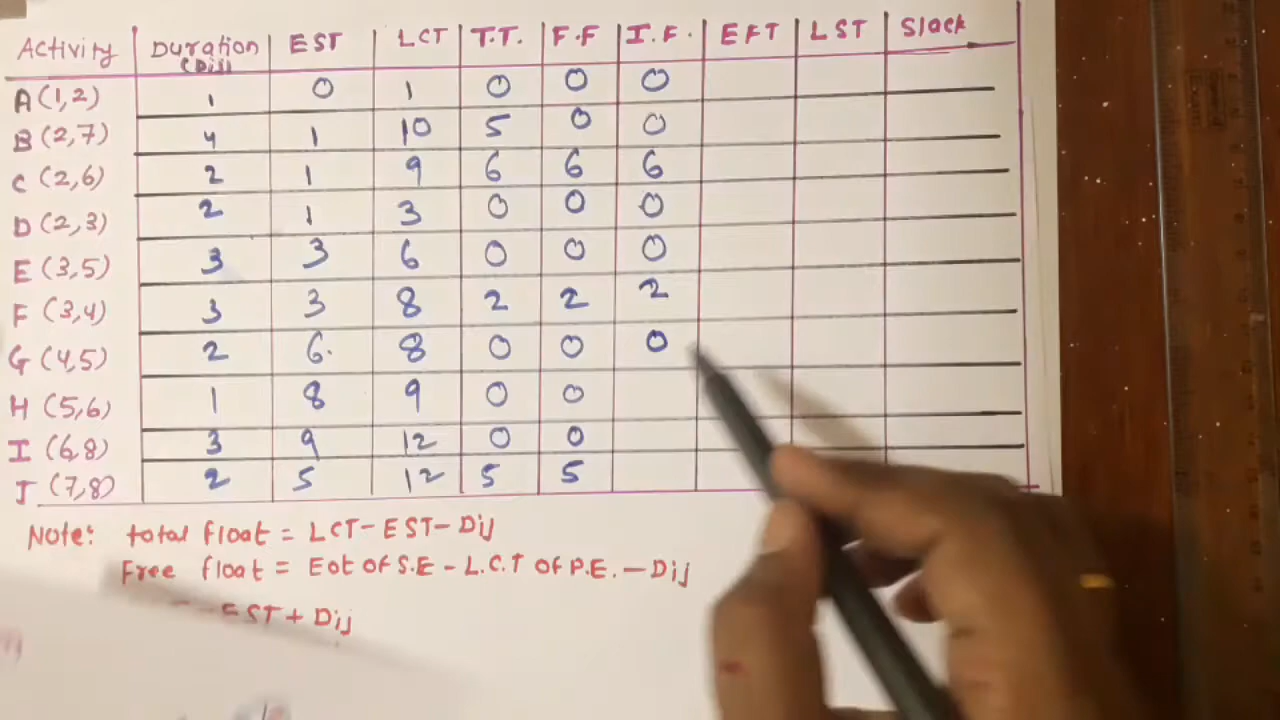 Activity Duration (Dij) EST LCT T.T. F.F I.F. EFT LST Slack
A (1,2) 1 0 1 0 0 0
B (2,7) 4 1 10 5 0 0
C (2,6) 2 1 9 6 6 6
D (2,3) 2 1 3 0 0 0
E (3,5) 3 3 6 0 0 0
F (3,4) 3 3 8 2 2 2
G (4,5) 2 6. 8 0 0 0
H (5,6) 1 8 9 0 0
I (6,8) 3 9 12 0 0
J (7,8) 2 5 12 5 5
Note: total float = LCT - EST - Dij
Free float = Eot of S.E - L.C.T of P.E. - Dij
EST + Dij